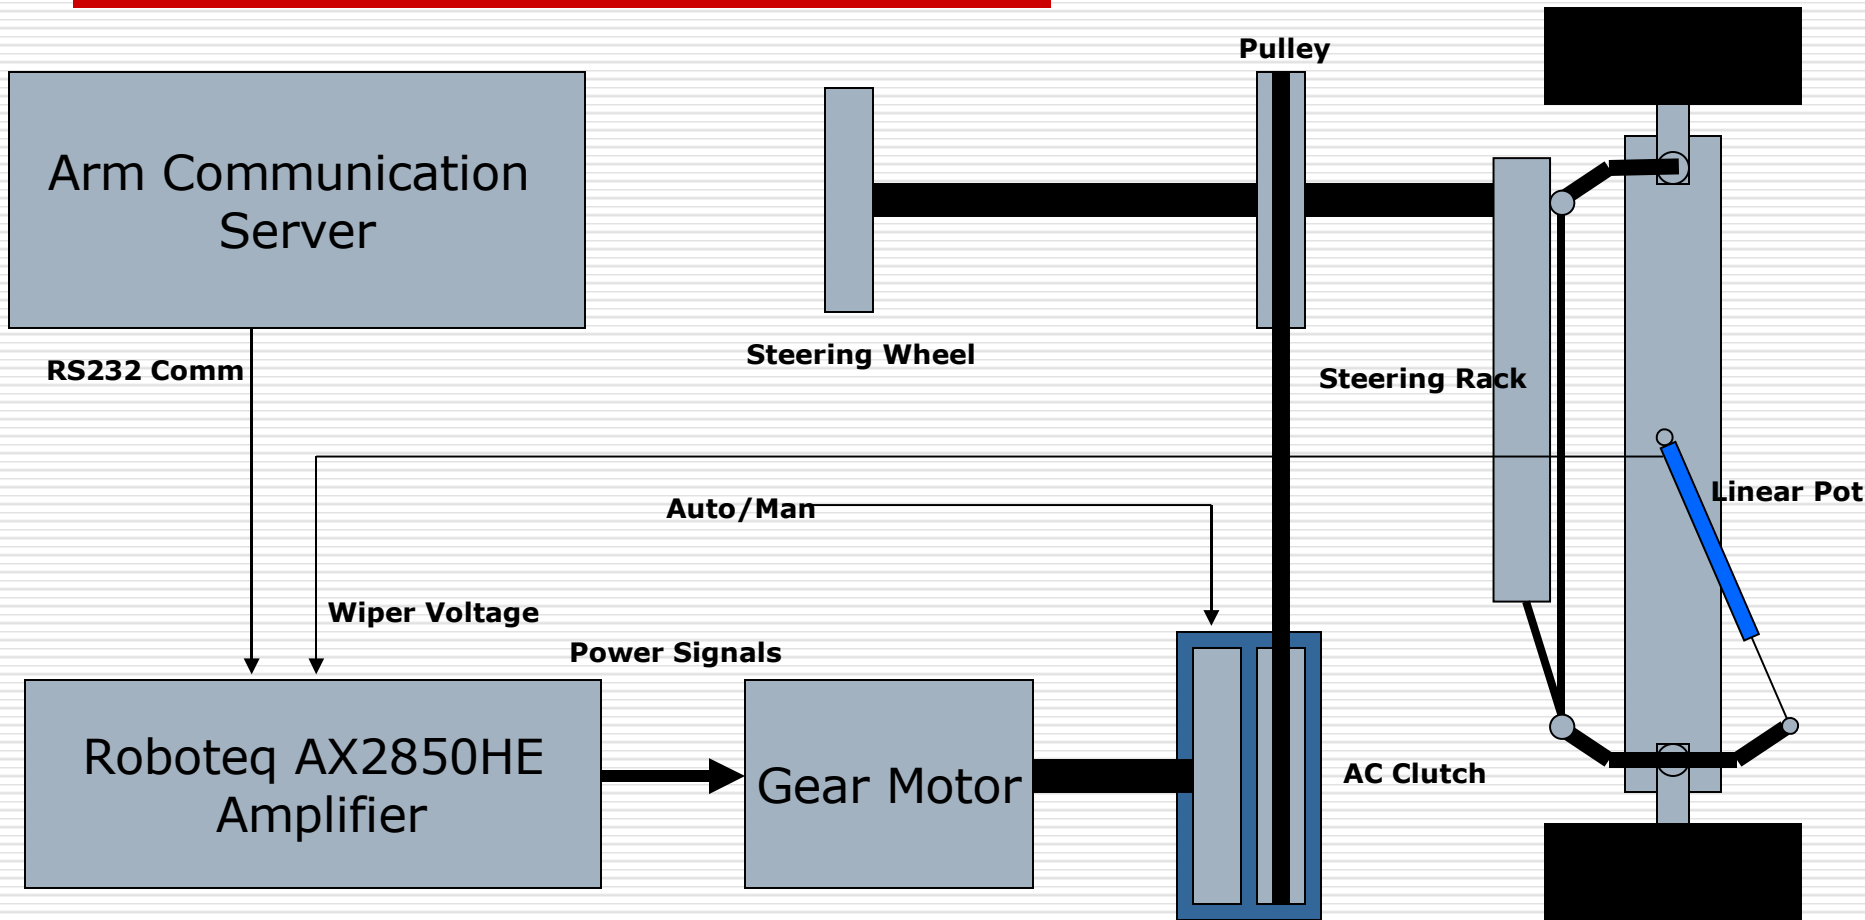 Pulley
Arm Communication
Server
Steering Wheel
RS232 Comm
Steering Rack
Linear Pot
Auto/Man
Wiper Voltage
Power Signals
Roboteq AX2850HE
Amplifier
Gear Motor
AC Clutch